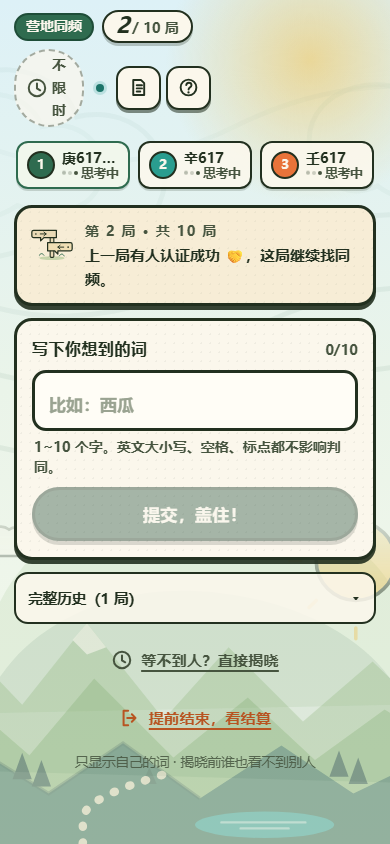 营地同频
2 / 10 局
不
限
时
1 庚617... 思考中
2 辛617 思考中
3 壬617 思考中
第 2 局 · 共 10 局
上一局有人认证成功 🤝，这局继续找同
频。
写下你想到的词 0/10
比如：西瓜
1~10 个字。英文大小写、空格、标点都不影响判
同。
提交，盖住！
完整历史（1 局）
等不到人？直接揭晓
提前结束，看结算
只显示自己的词 · 揭晓前谁也看不到别人